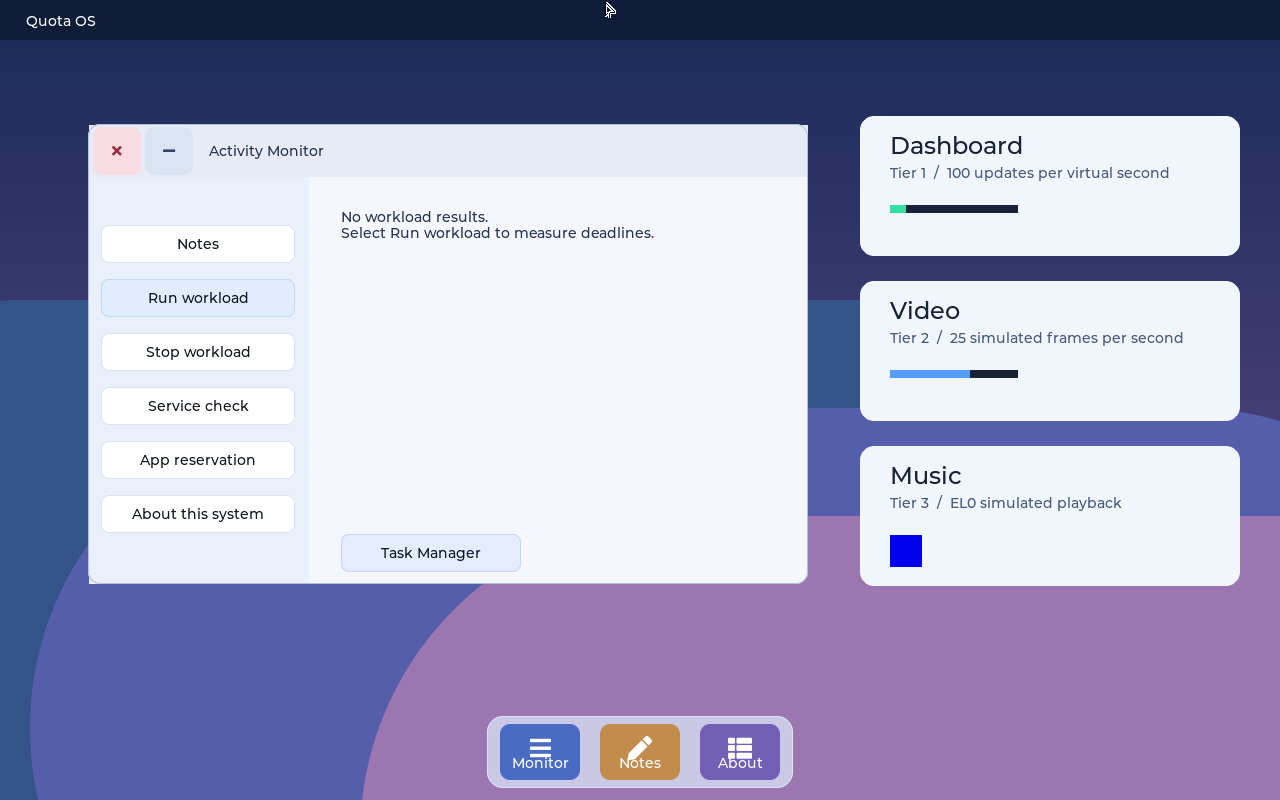 Quota OS
Activity Monitor
Notes
Run workload
Stop workload
Service check
App reservation
About this system
No workload results.
Select Run workload to measure deadlines.
Task Manager
Dashboard
Tier 1 / 100 updates per virtual second
Video
Tier 2 / 25 simulated frames per second
Music
Tier 3 / EL0 simulated playback
Monitor
Notes
About